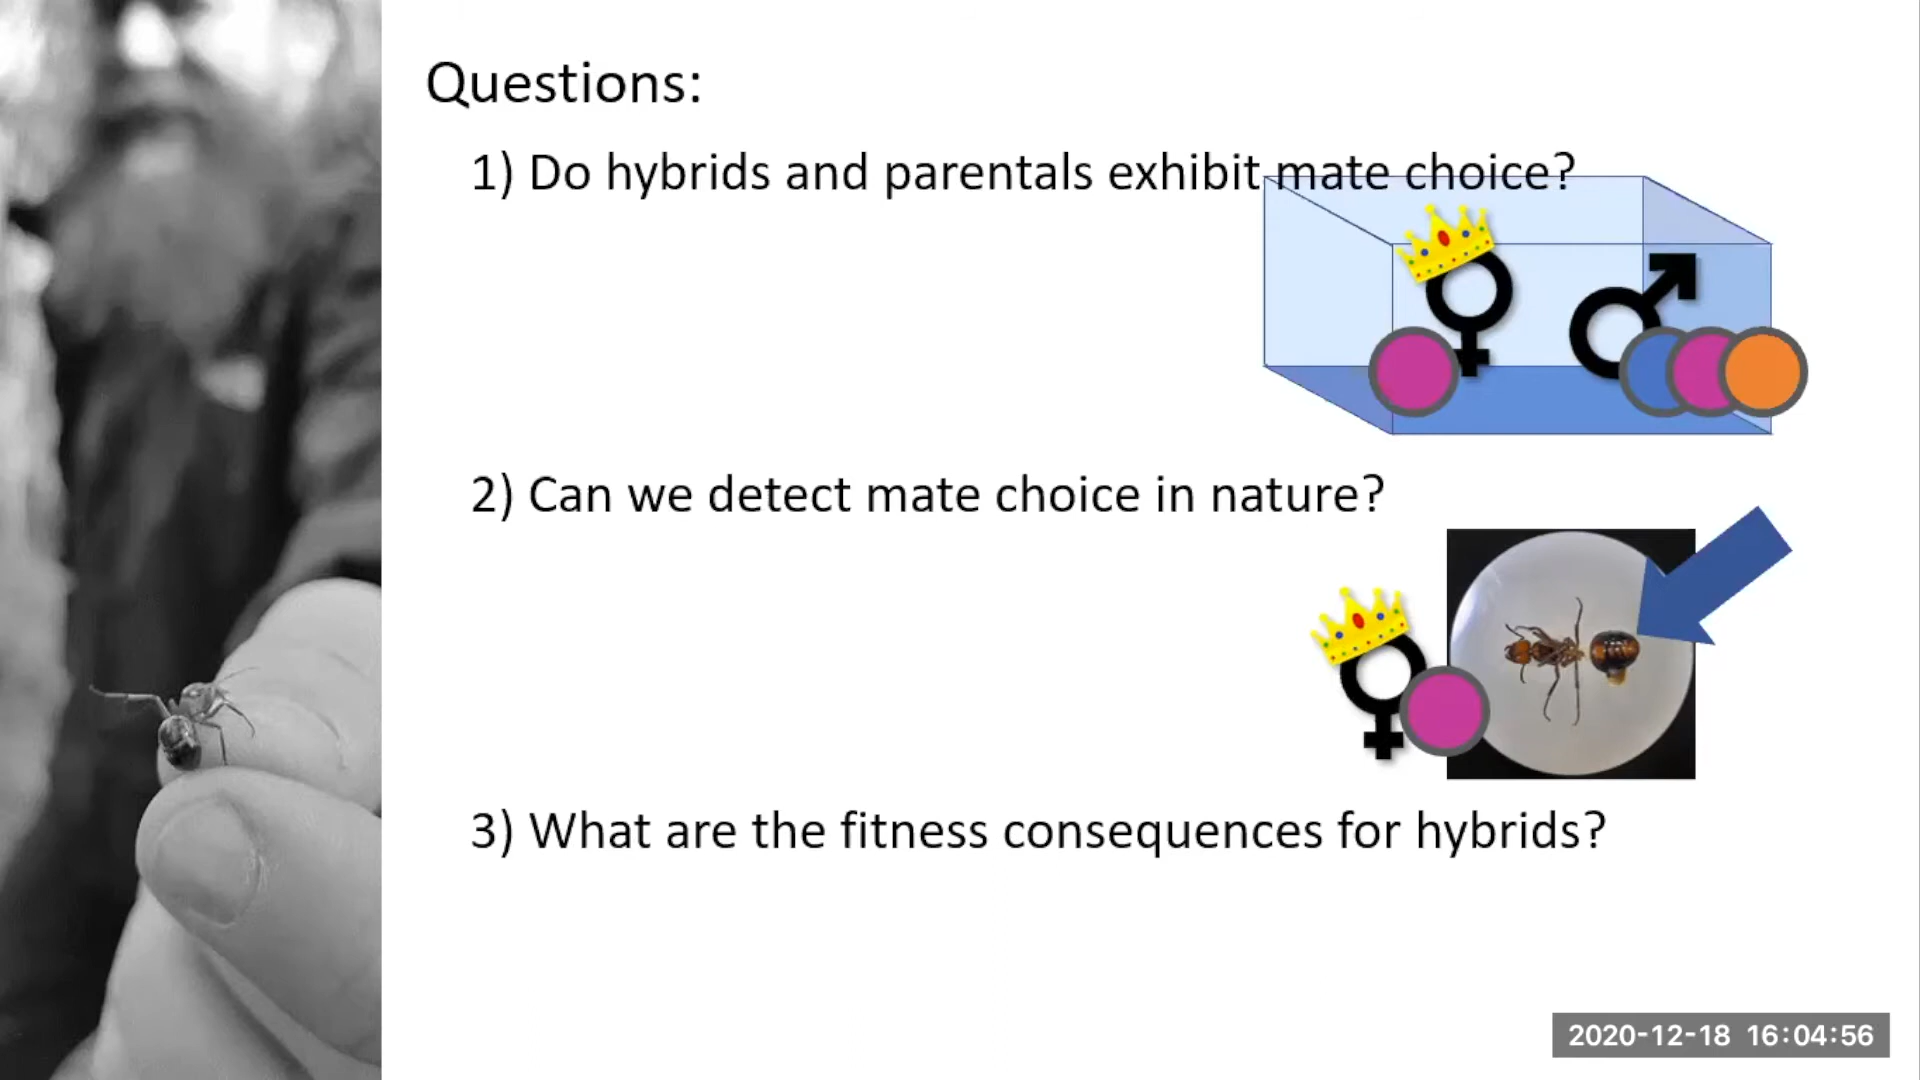 Questions:
1) Do hybrids and parentals exhibit mate choice?
2) Can we detect mate choice in nature?
3) What are the fitness consequences for hybrids?
2020-12-18 16:04:56